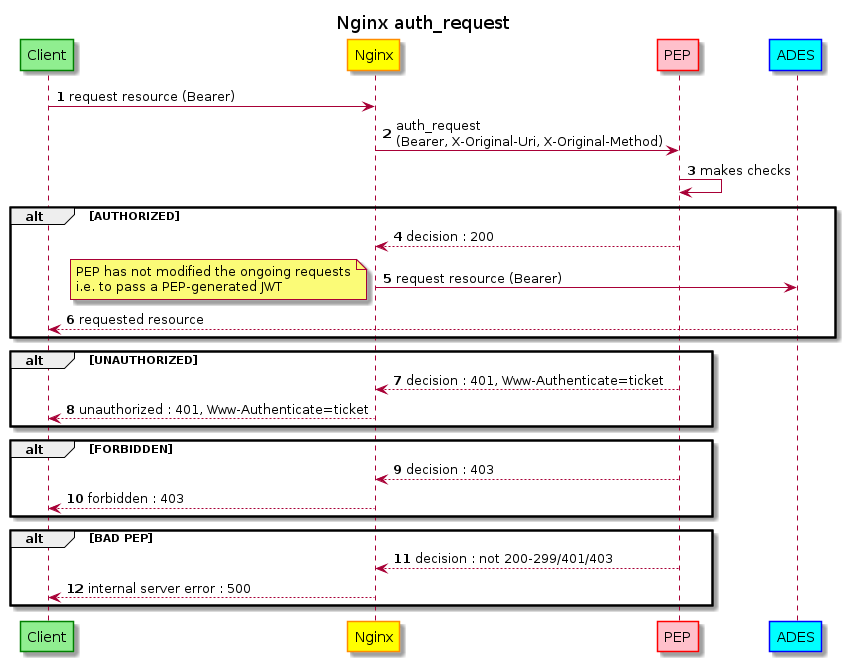 Nginx auth_request
Client
Nginx
PEP
ADES
1 request resource (Bearer)
2 auth_request
(Bearer, X-Original-Uri, X-Original-Method)
3 makes checks
alt [AUTHORIZED]
4 decision : 200
PEP has not modified the ongoing requests
i.e. to pass a PEP-generated JWT
5 request resource (Bearer)
6 requested resource
alt [UNAUTHORIZED]
7 decision : 401, Www-Authenticate=ticket
8 unauthorized : 401, Www-Authenticate=ticket
alt [FORBIDDEN]
9 decision : 403
10 forbidden : 403
alt [BAD PEP]
11 decision : not 200-299/401/403
12 internal server error : 500
Client
Nginx
PEP
ADES